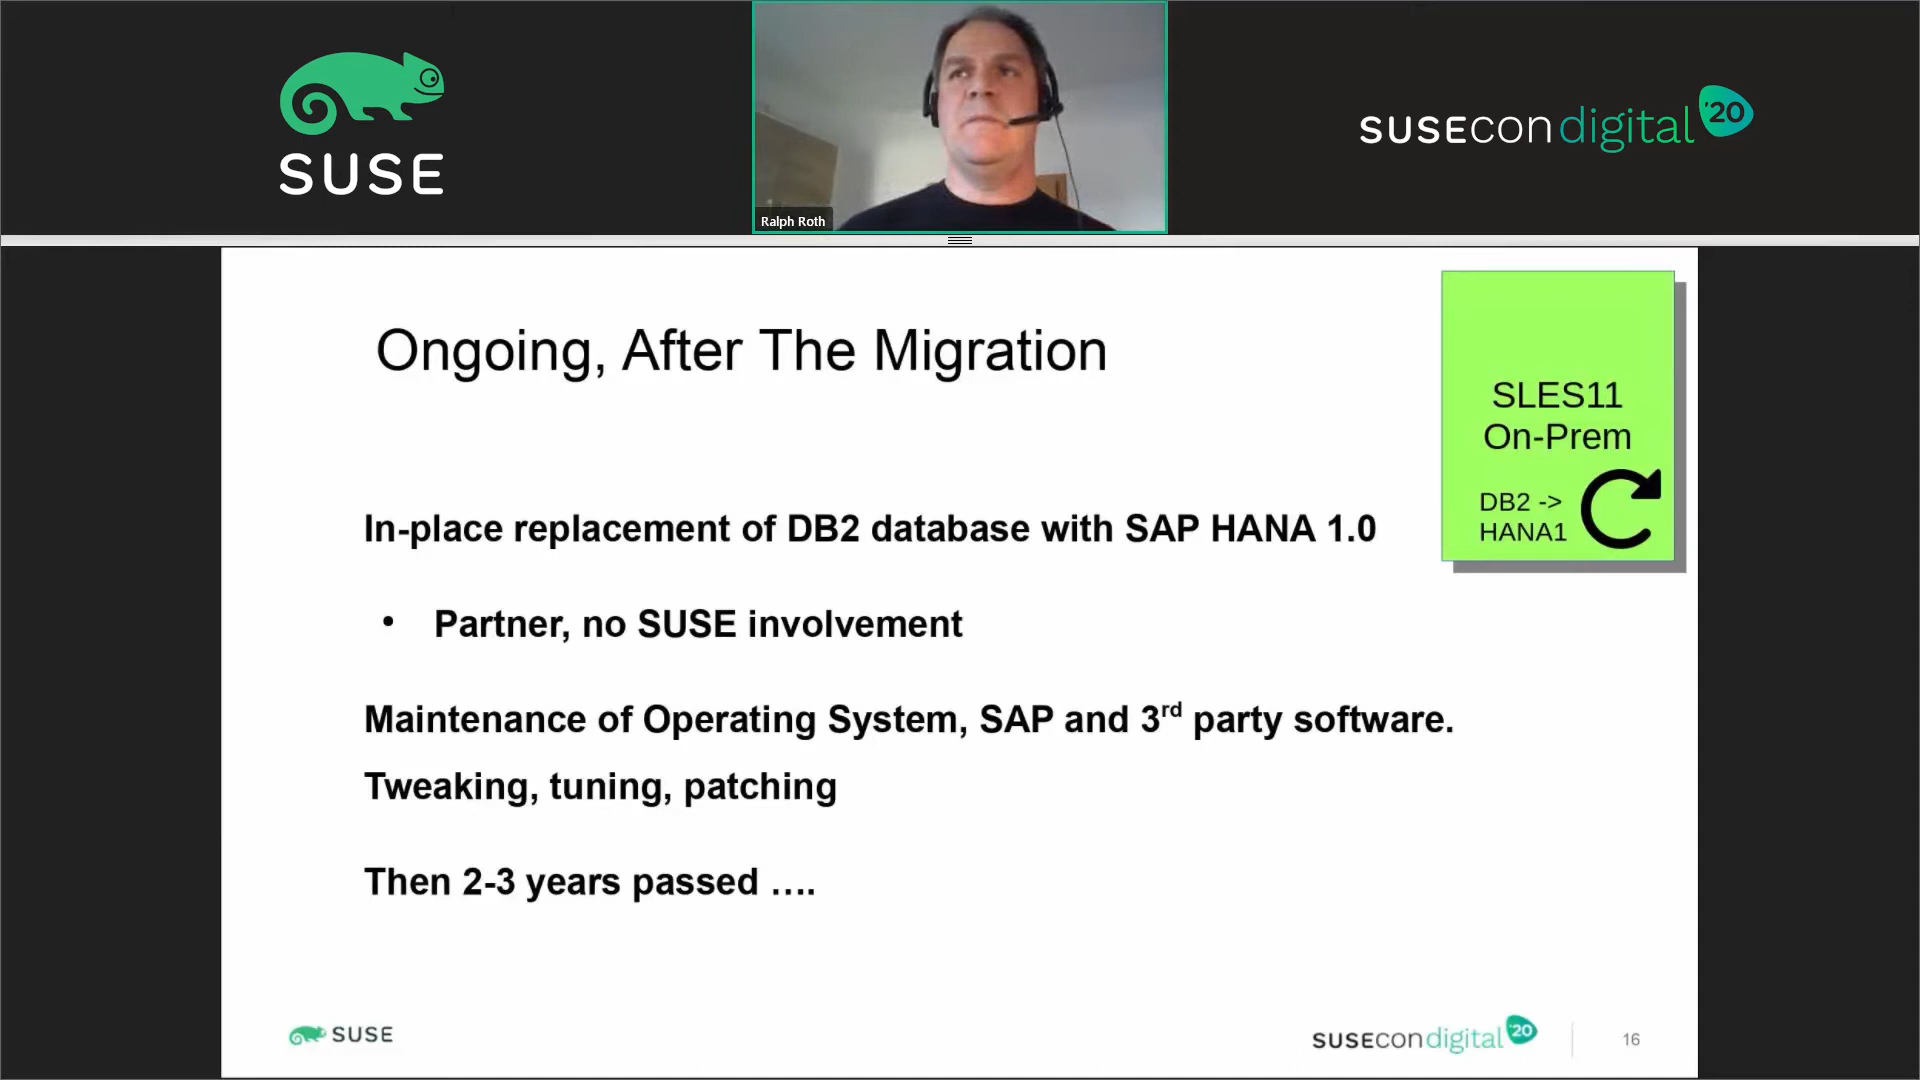 SUSE
Ralph Roth
SUSEcon digital '20
Ongoing, After The Migration
SLES11
On-Prem
DB2 ->
HANA1
In-place replacement of DB2 database with SAP HANA 1.0
• Partner, no SUSE involvement
Maintenance of Operating System, SAP and 3rd party software.
Tweaking, tuning, patching
Then 2-3 years passed ....
SUSE
SUSEcon digital '20
16